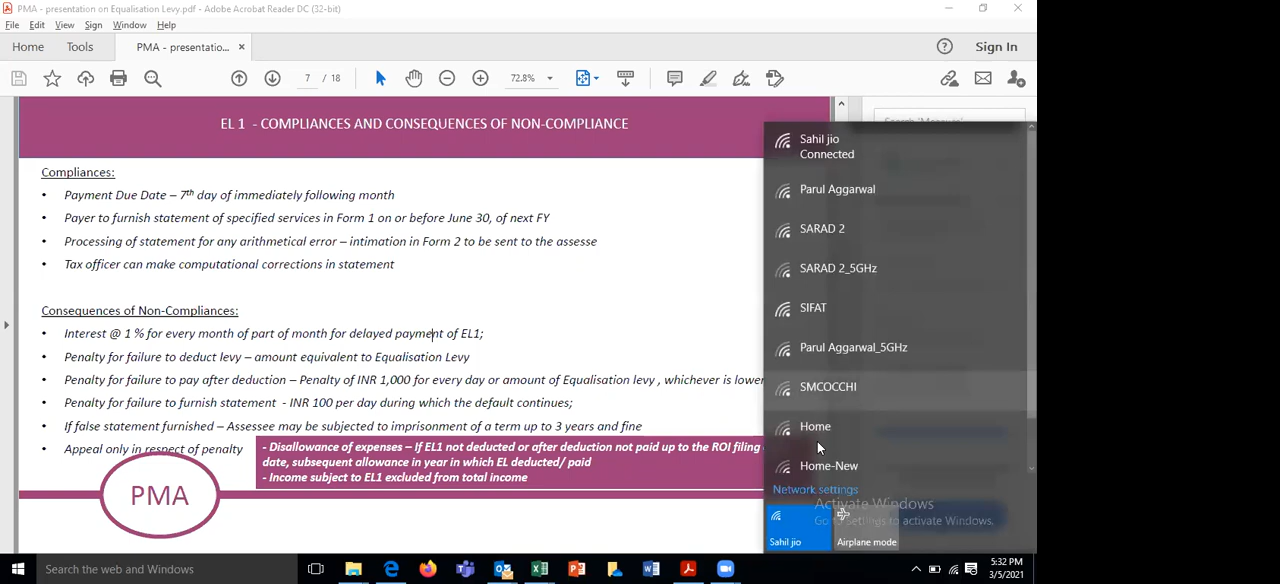 PMA - presentation on Equalisation Levy.pdf - Adobe Acrobat Reader DC (32-bit)
File Edit View Sign Window Help
Home Tools PMA - presentatio... × Sign In
7 / 18 72.8%
EL 1 - COMPLIANCES AND CONSEQUENCES OF NON-COMPLIANCE
Compliances:
• Payment Due Date – 7th day of immediately following month
• Payer to furnish statement of specified services in Form 1 on or before June 30, of next FY
• Processing of statement for any arithmetical error – intimation in Form 2 to be sent to the assesse
• Tax officer can make computational corrections in statement
Consequences of Non-Compliances:
• Interest @ 1 % for every month of part of month for delayed payment of EL1;
• Penalty for failure to deduct levy – amount equivalent to Equalisation Levy
• Penalty for failure to pay after deduction – Penalty of INR 1,000 for every day or amount of Equalisation levy , whichever is lower
• Penalty for failure to furnish statement - INR 100 per day during which the default continues;
• If false statement furnished – Assessee may be subjected to imprisonment of a term up to 3 years and fine
• Appeal only in respect of penalty
- Disallowance of expenses – If EL1 not deducted or after deduction not paid up to the ROI filing
date, subsequent allowance in year in which EL deducted/ paid
- Income subject to EL1 excluded from total income
PMA
Sahil jio
Connected
Parul Aggarwal
SARAD 2
SARAD 2_5GHz
SIFAT
Parul Aggarwal_5GHz
SMCOCCHI
Home
Home-New
Network settings
Activate Windows
Go to Settings to activate Windows.
Sahil jio Airplane mode
Search the web and Windows
5:32 PM
3/5/2021